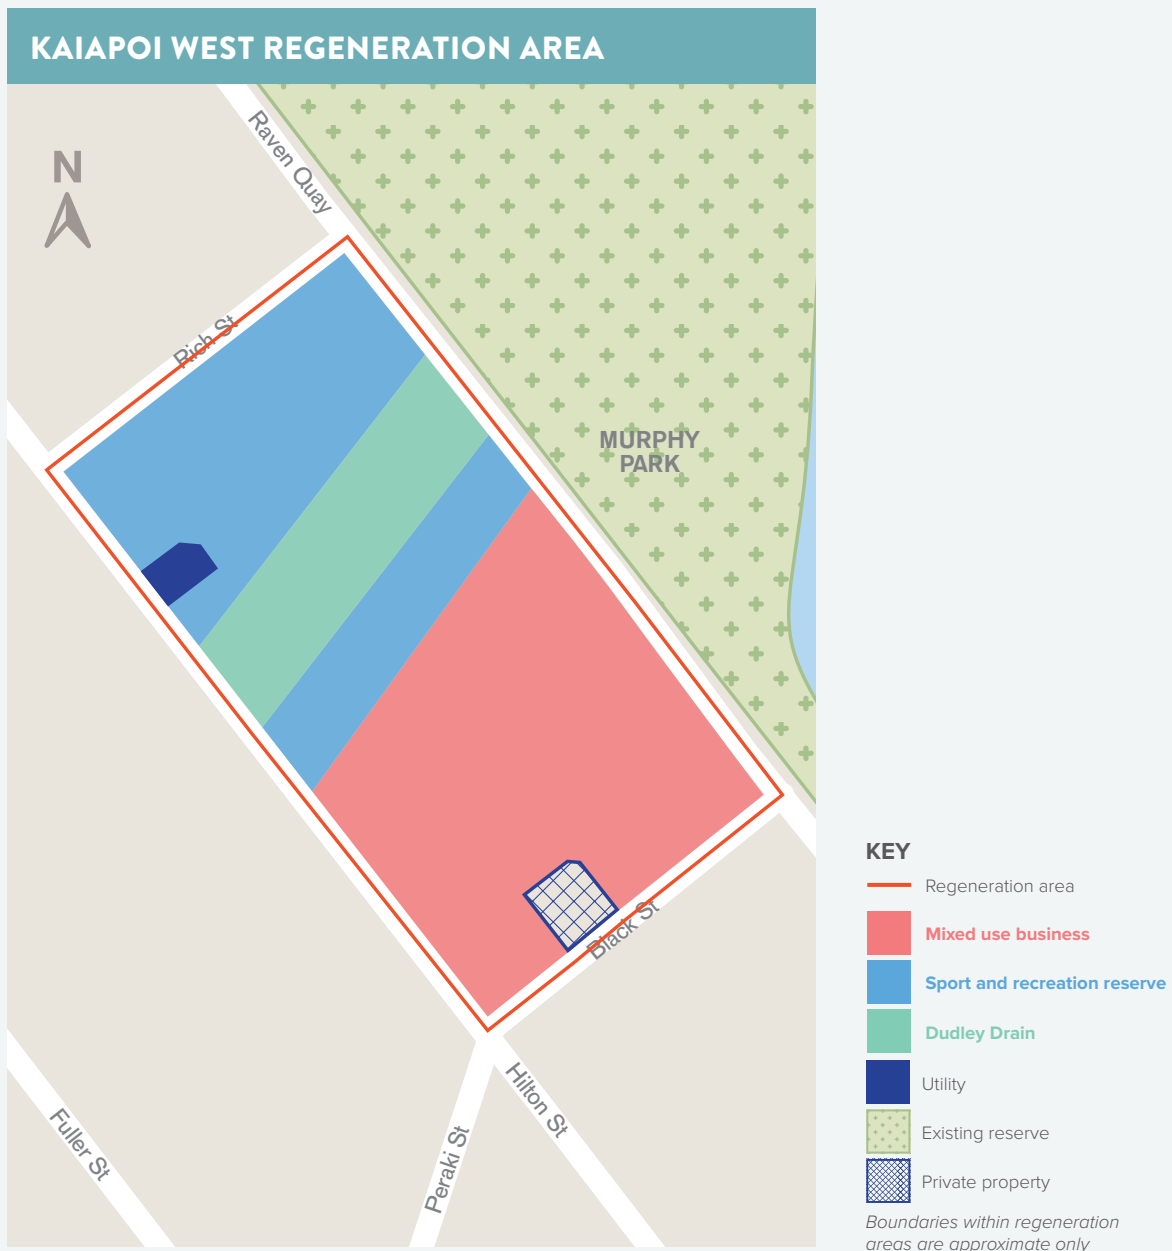 KAIAPOI WEST REGENERATION AREA
Raven Quay
N
Rich St
MURPHY
PARK
Black St
Hilton St
Peraki St
Fuller St
KEY
Regeneration area
Mixed use business
Sport and recreation reserve
Dudley Drain
Utility
Existing reserve
Private property
Boundaries within regeneration
areas are approximate only